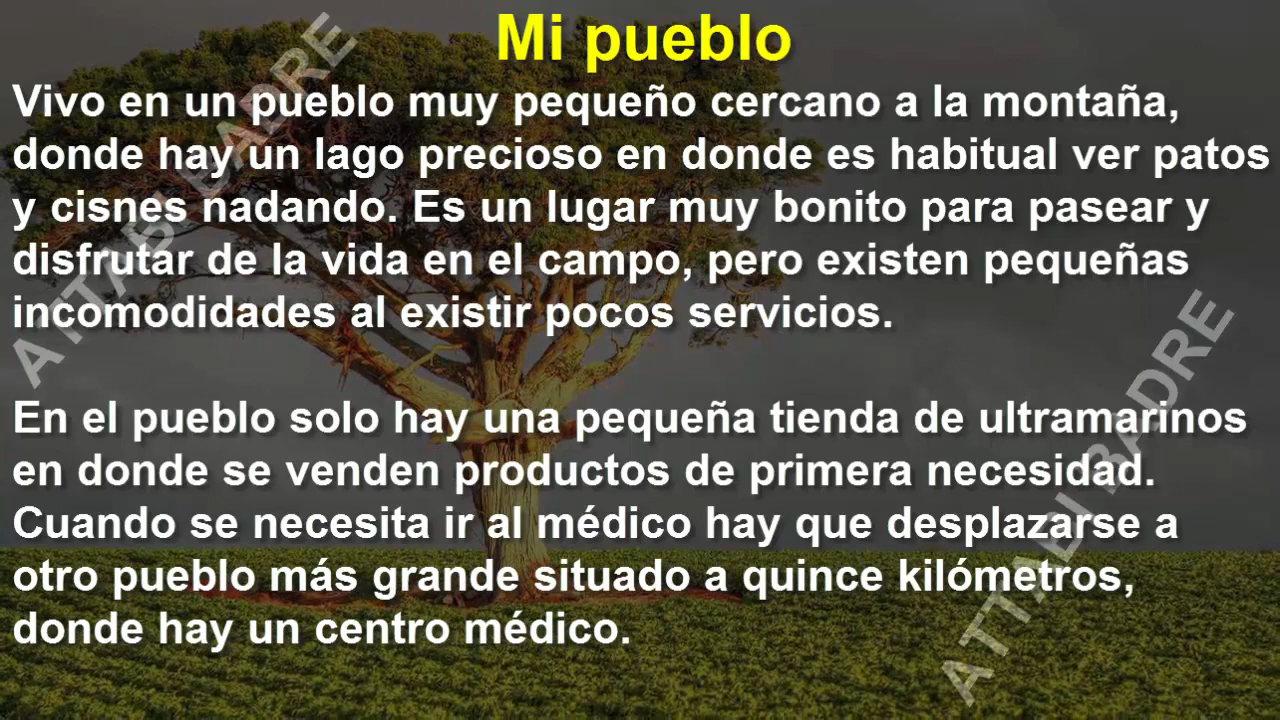 Mi pueblo
Vivo en un pueblo muy pequeño cercano a la montaña,
donde hay un lago precioso en donde es habitual ver patos
y cisnes nadando. Es un lugar muy bonito para pasear y
disfrutar de la vida en el campo, pero existen pequeñas
incomodidades al existir pocos servicios.
En el pueblo solo hay una pequeña tienda de ultramarinos
en donde se venden productos de primera necesidad.
Cuando se necesita ir al médico hay que desplazarse a
otro pueblo más grande situado a quince kilómetros,
donde hay un centro médico.
ATTABI BADRE
ATTABI BADRE